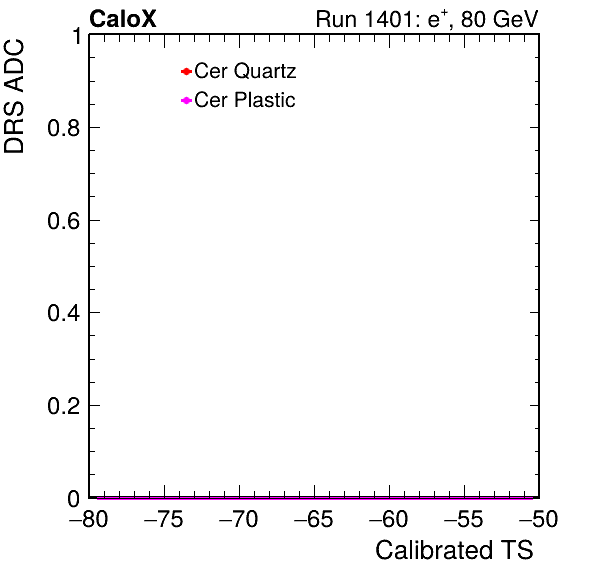 CaloX Run 1401: e⁺, 80 GeV
DRS ADC
Cer Quartz
Cer Plastic
1
0.8
0.6
0.4
0.2
0
−80 −75 −70 −65 −60 −55 −50
Calibrated TS